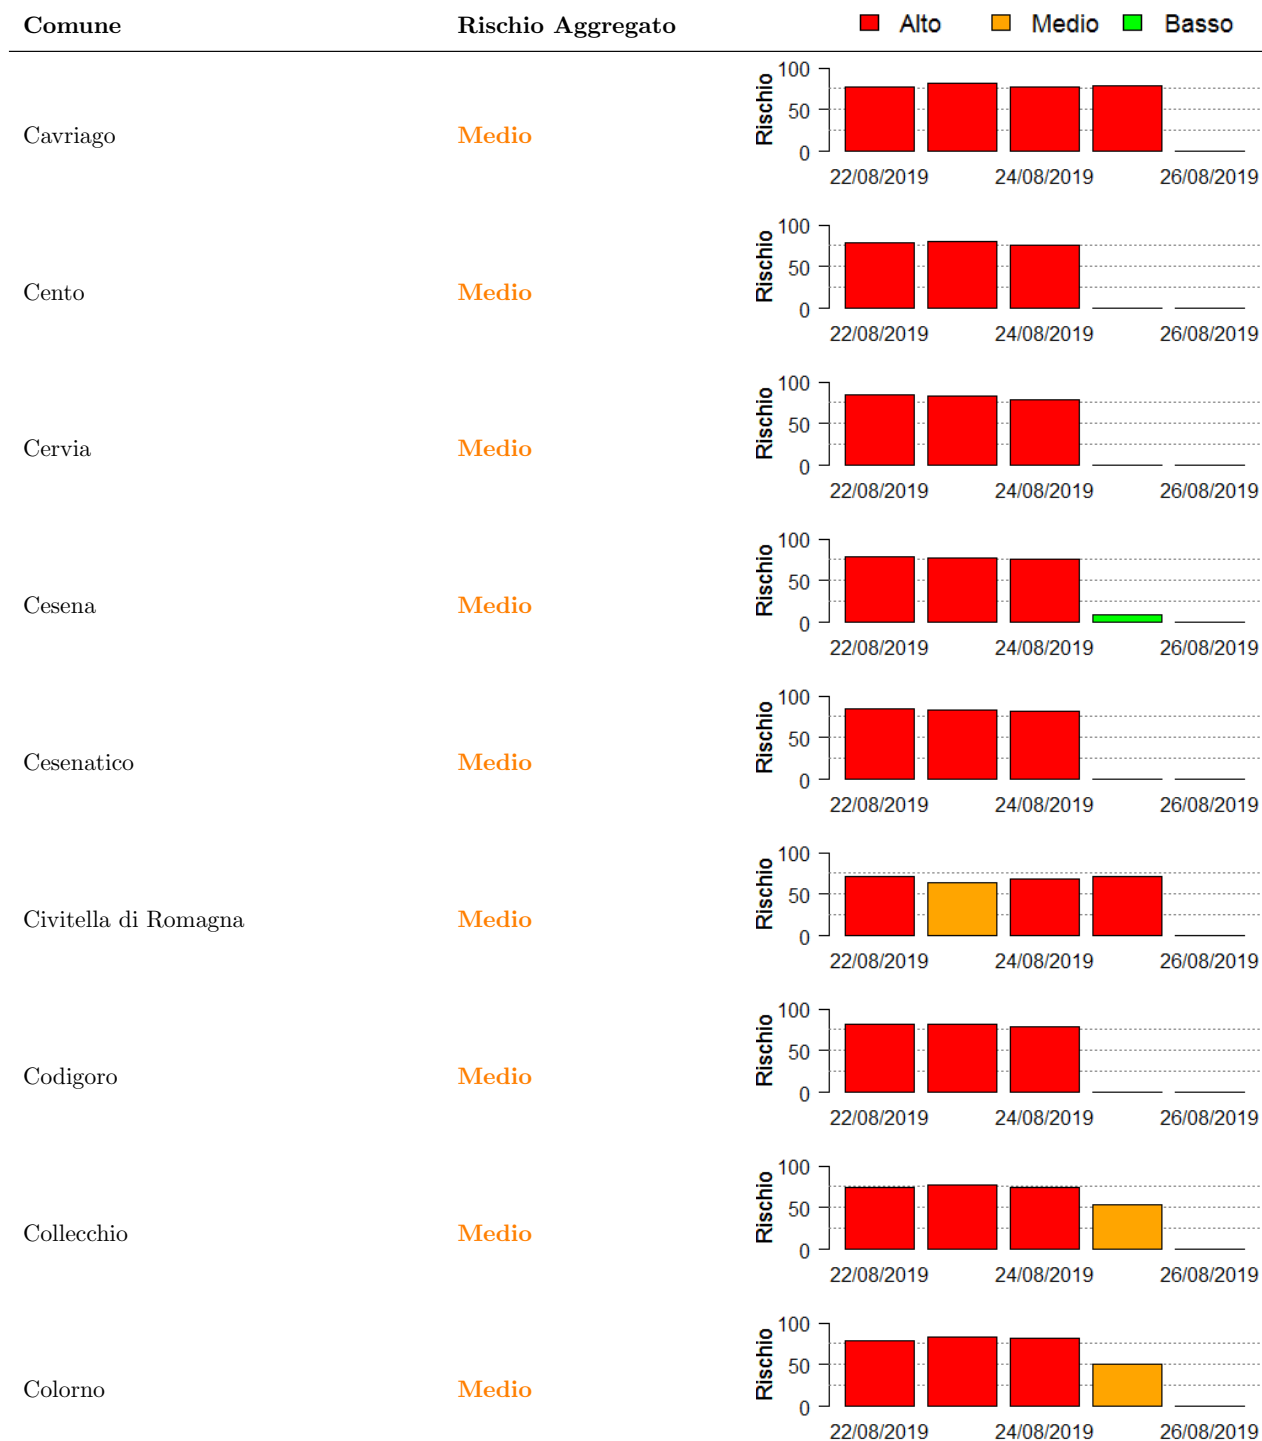 Comune Rischio Aggregato Alto Medio Basso
Cavriago Medio Rischio 100 50 0
22/08/2019 24/08/2019 26/08/2019
Cento Medio Rischio 100 50 0
22/08/2019 24/08/2019 26/08/2019
Cervia Medio Rischio 100 50 0
22/08/2019 24/08/2019 26/08/2019
Cesena Medio Rischio 100 50 0
22/08/2019 24/08/2019 26/08/2019
Cesenatico Medio Rischio 100 50 0
22/08/2019 24/08/2019 26/08/2019
Civitella di Romagna Medio Rischio 100 50 0
22/08/2019 24/08/2019 26/08/2019
Codigoro Medio Rischio 100 50 0
22/08/2019 24/08/2019 26/08/2019
Collecchio Medio Rischio 100 50 0
22/08/2019 24/08/2019 26/08/2019
Colorno Medio Rischio 100 50 0
22/08/2019 24/08/2019 26/08/2019